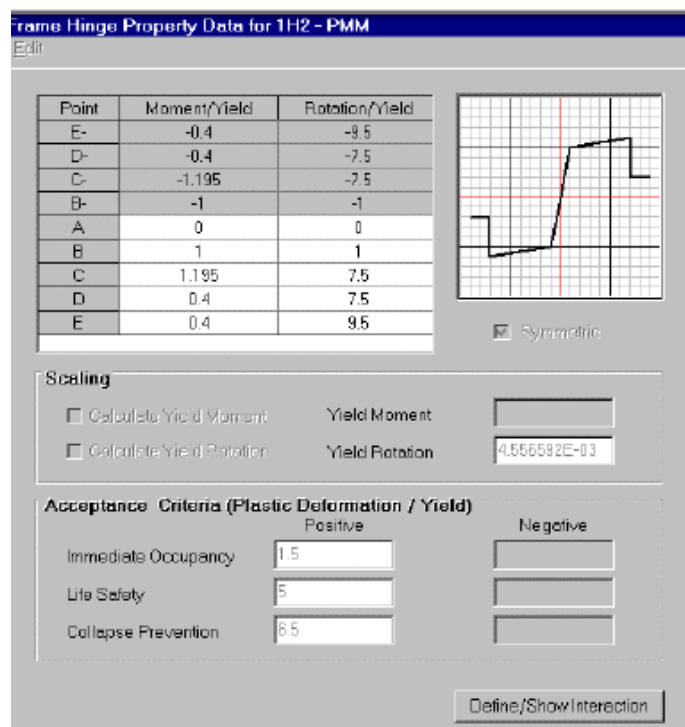 Frame Hinge Property Data for 1H2 - PMM
Edit
Point Moment/Yield Rotation/Yield
E- -0.4 -9.5
D- -0.4 -7.5
C- -1.195 -7.5
B- -1 -1
A 0 0
B 1 1
C 1.195 7.5
D 0.4 7.5
E 0.4 9.5
Symmetric
Scaling
Calculate Yield Moment Yield Moment
Calculate Yield Rotation Yield Rotation 4.556592E-03
Acceptance Criteria (Plastic Deformation / Yield)
Positive Negative
Immediate Occupancy 1.5
Life Safety 5
Collapse Prevention 6.5
Define/Show Interaction